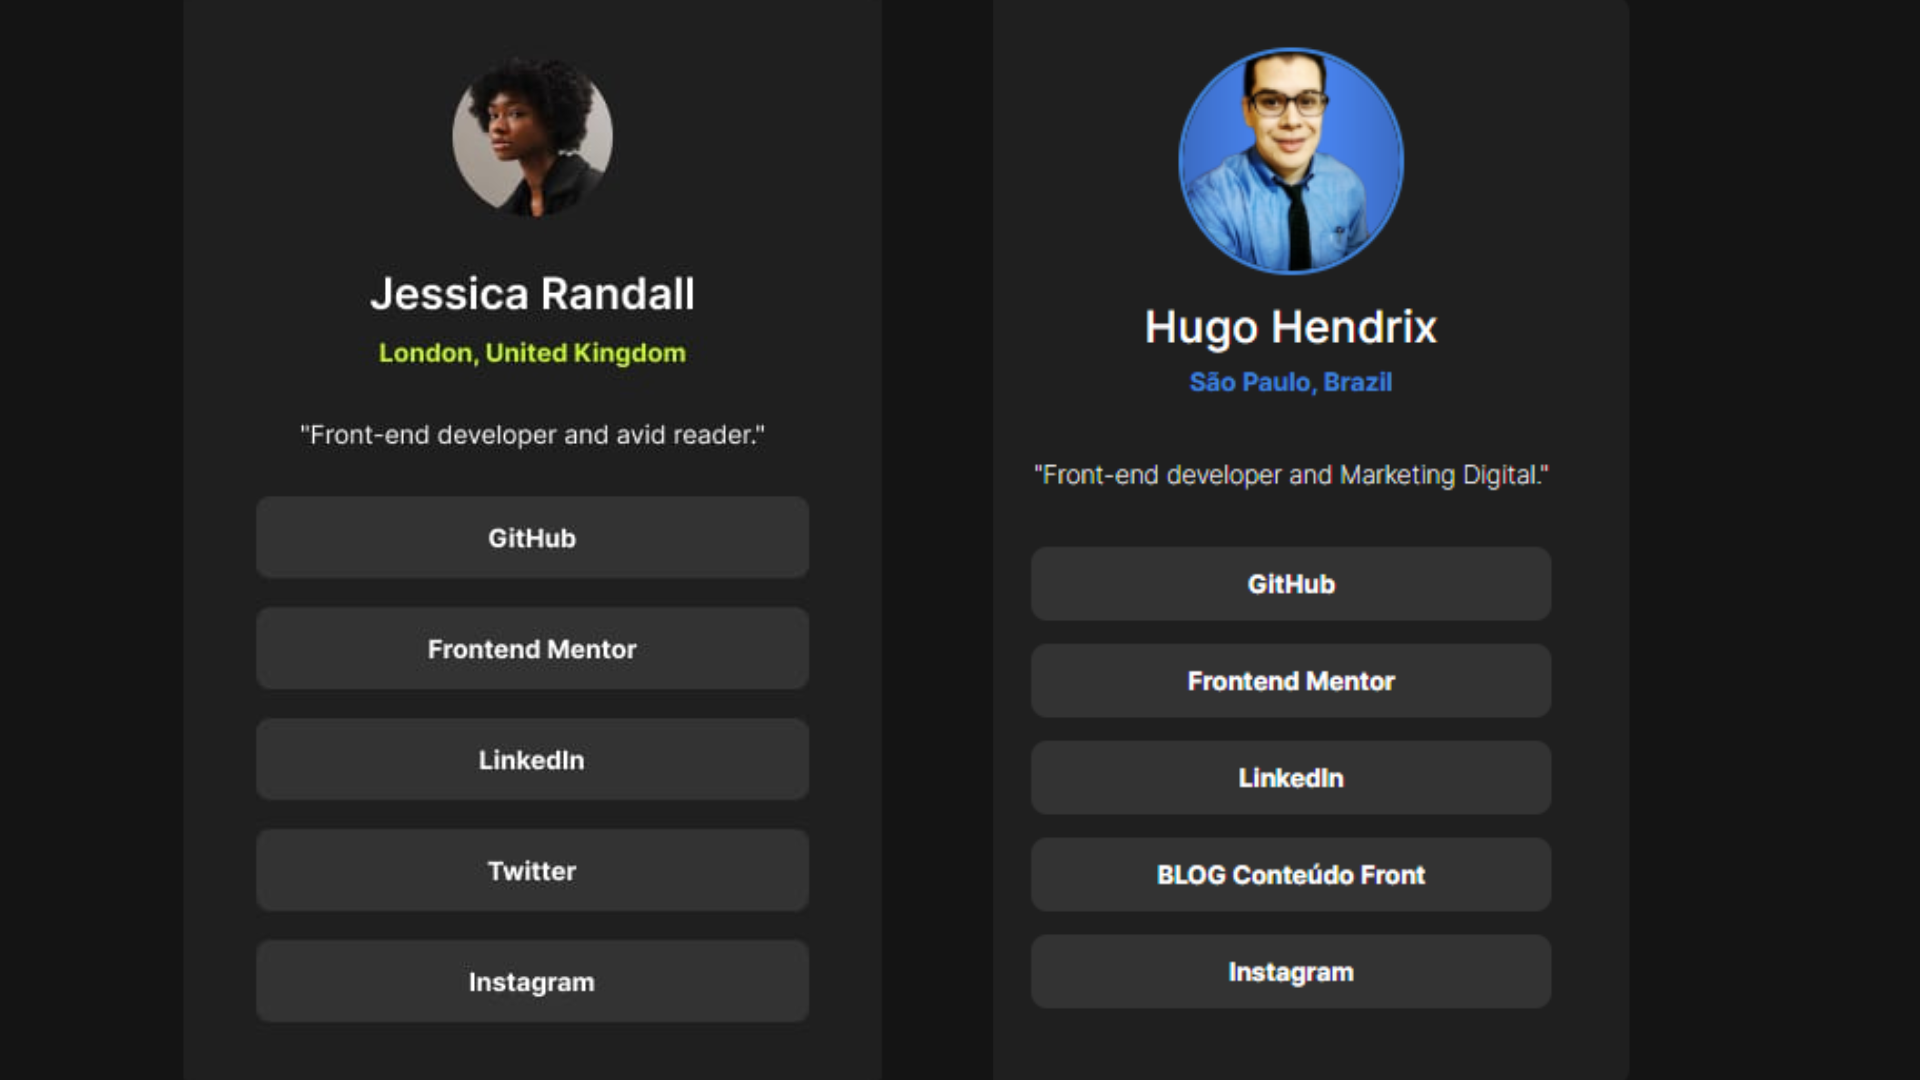 Jessica Randall
London, United Kingdom
"Front-end developer and avid reader."
GitHub
Frontend Mentor
LinkedIn
Twitter
Instagram
Hugo Hendrix
São Paulo, Brazil
"Front-end developer and Marketing Digital."
GitHub
Frontend Mentor
LinkedIn
BLOG Conteúdo Front
Instagram